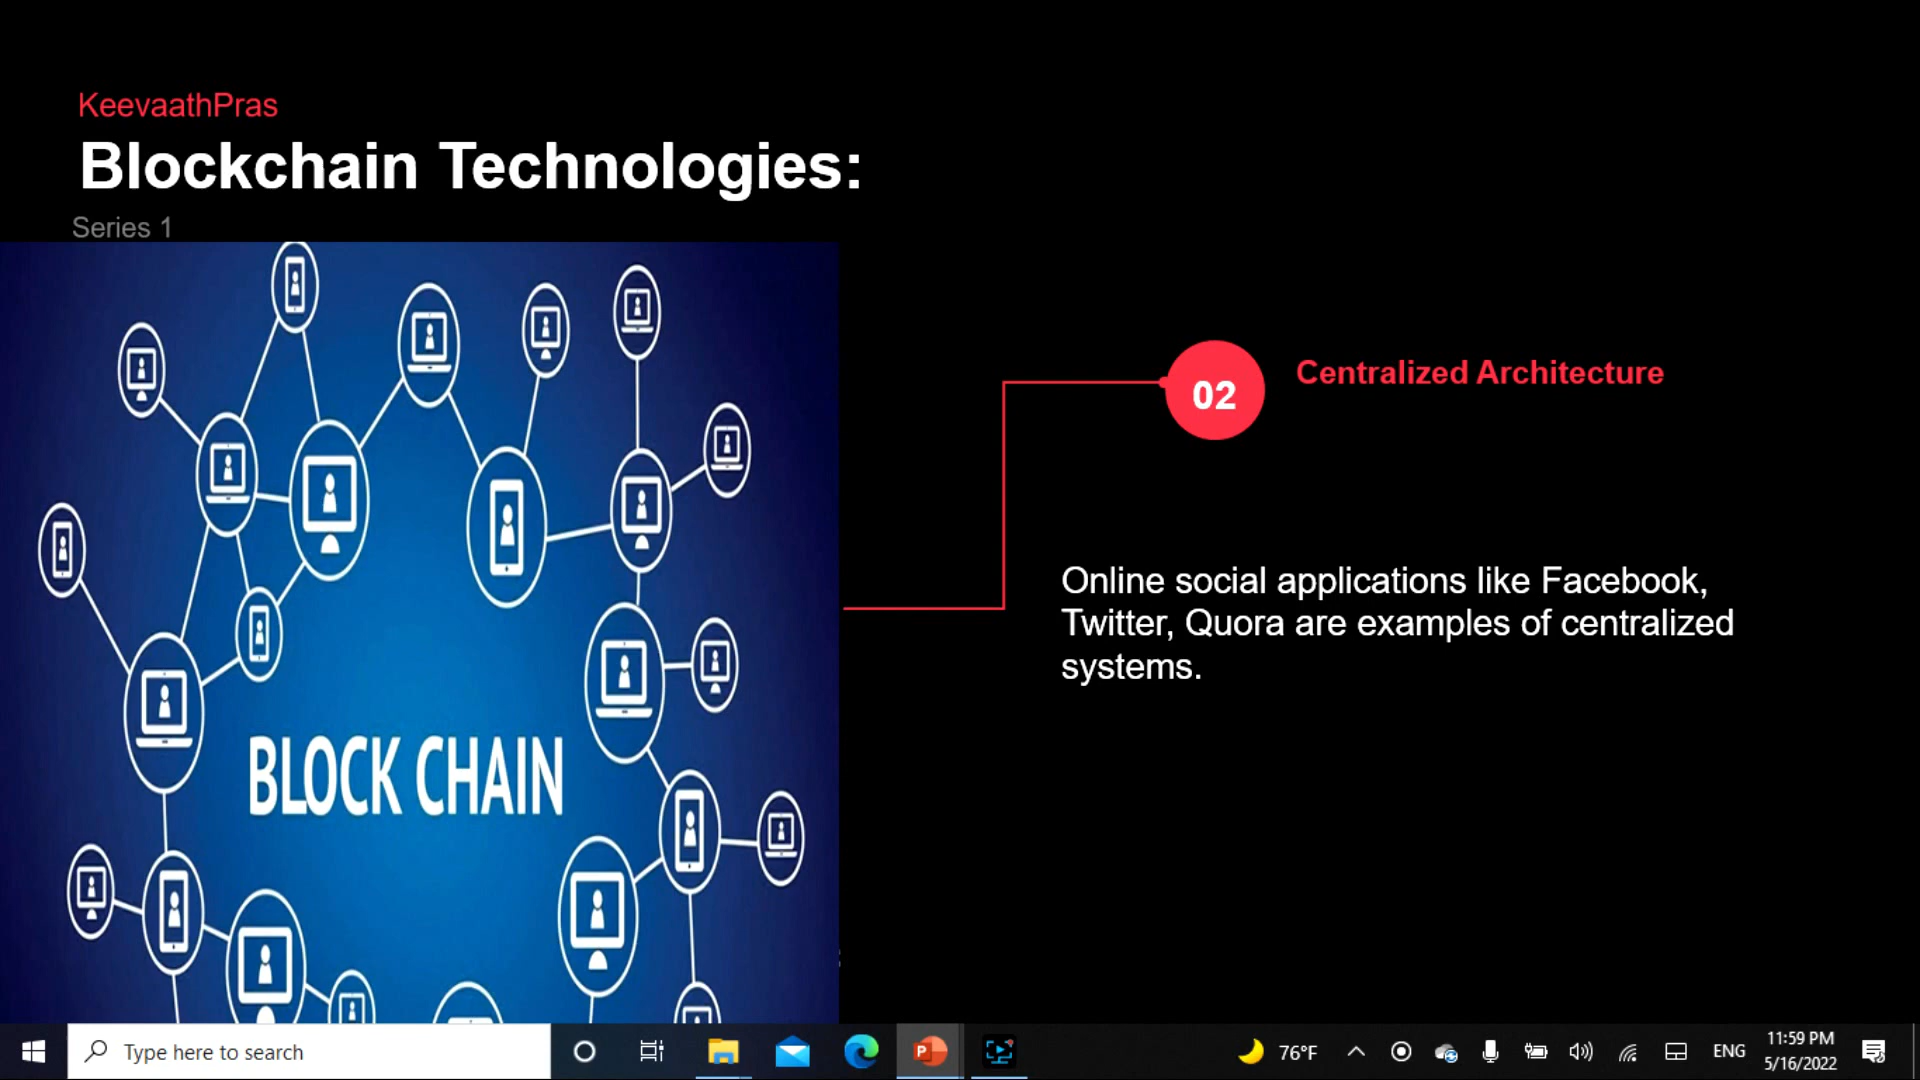 KeevaathPras
Blockchain Technologies:
Series 1
BLOCK CHAIN
02
Centralized Architecture
Online social applications like Facebook,
Twitter, Quora are examples of centralized
systems.
Type here to search
76°F
ENG
11:59 PM
5/16/2022